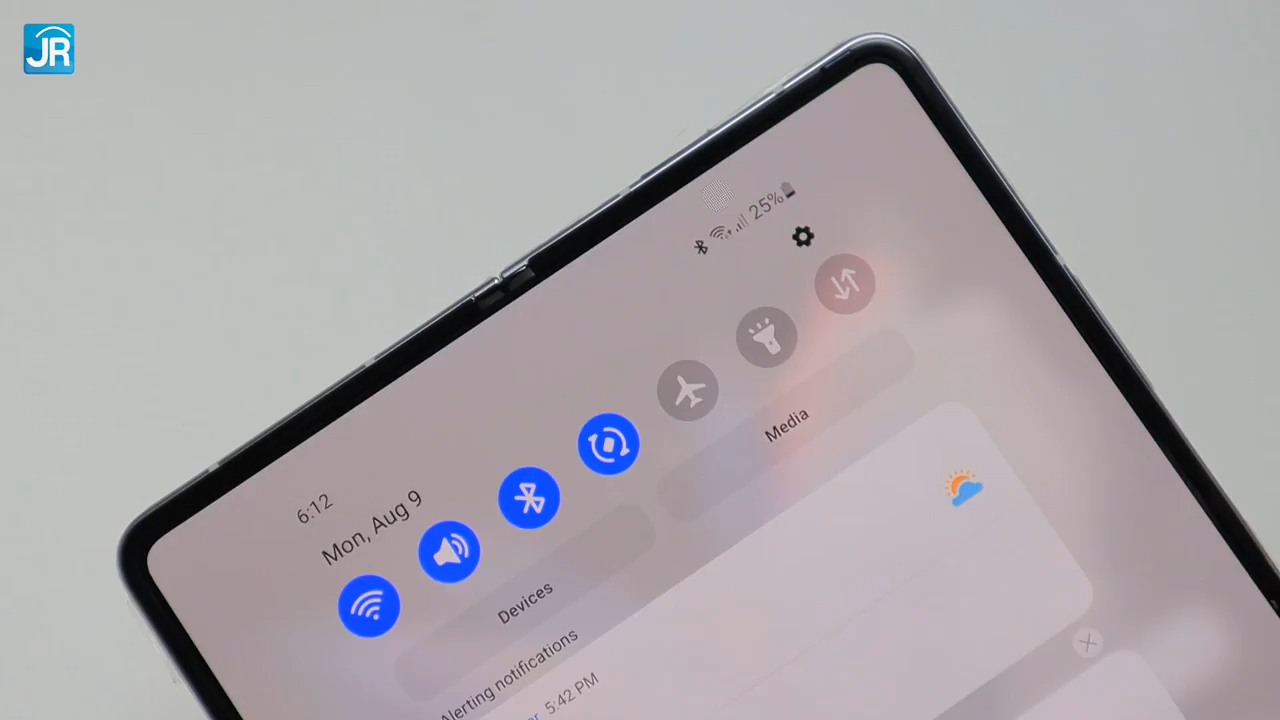 JR
25%
6:12
Mon, Aug 9
Media
Devices
Alerting notifications
5:42 PM